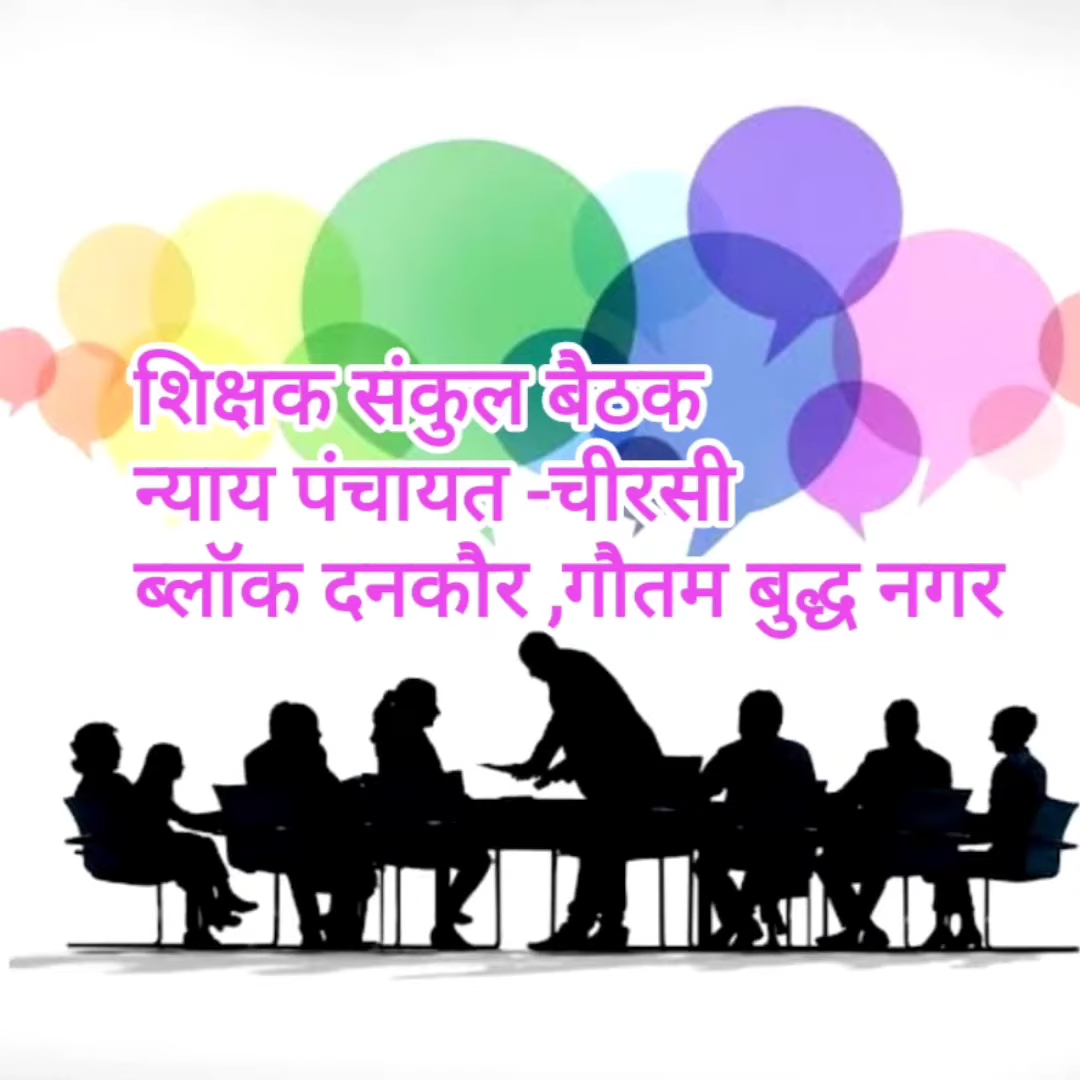 शिक्षक संकुल बैठक
न्याय पंचायत -चीरसी
ब्लॉक दनकौर ,गौतम बुद्ध नगर